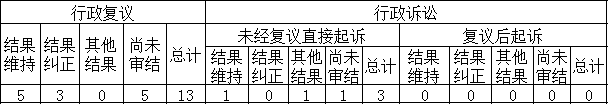 行政复议 行政诉讼
未经复议直接起诉 复议后起诉
结果维持 结果纠正 其他结果 尚未审结 总计 结果维持 结果纠正 其他结果 尚未审结 总计 结果维持 结果纠正 其他结果 尚未审结 总计
5 3 0 5 13 1 0 1 1 3 0 0 0 0 0